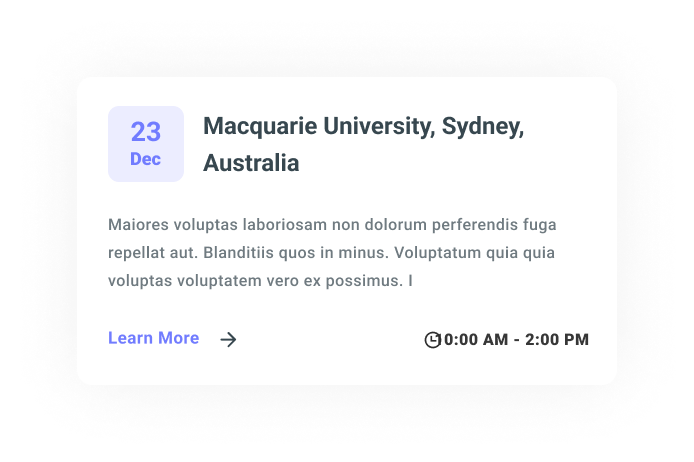 23
Dec
Macquarie University, Sydney,
Australia
Maiores voluptas laboriosam non dolorum perferendis fuga
repellat aut. Blanditiis quos in minus. Voluptatum quia quia
voluptas voluptatem vero ex possimus. I
Learn More
10:00 AM - 2:00 PM